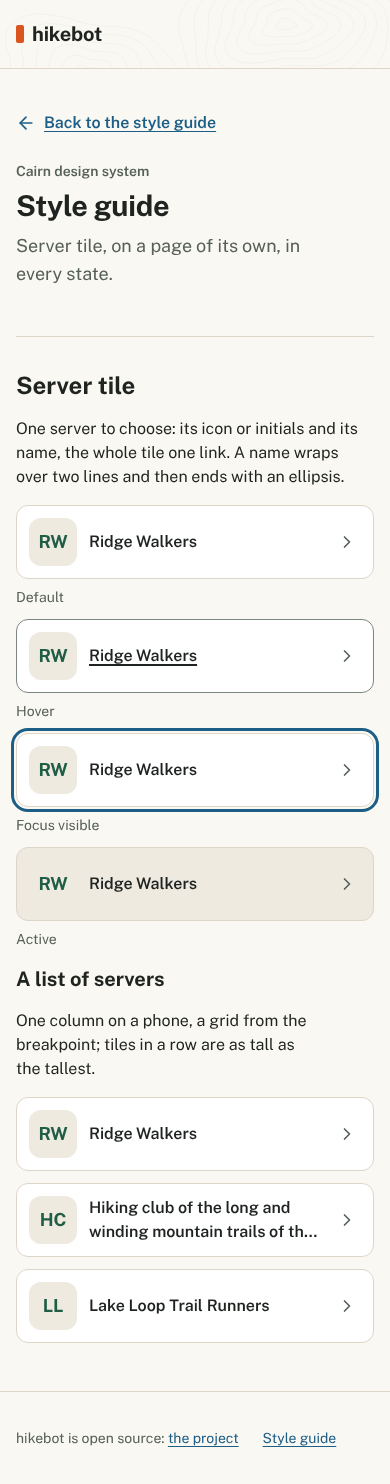 hikebot
Back to the style guide
Cairn design system
Style guide
Server tile, on a page of its own, in
every state.
Server tile
One server to choose: its icon or initials and its
name, the whole tile one link. A name wraps
over two lines and then ends with an ellipsis.
RW Ridge Walkers
Default
RW Ridge Walkers
Hover
RW Ridge Walkers
Focus visible
RW Ridge Walkers
Active
A list of servers
One column on a phone, a grid from the
breakpoint; tiles in a row are as tall as
the tallest.
RW Ridge Walkers
HC Hiking club of the long and
winding mountain trails of th...
LL Lake Loop Trail Runners
hikebot is open source: the project Style guide